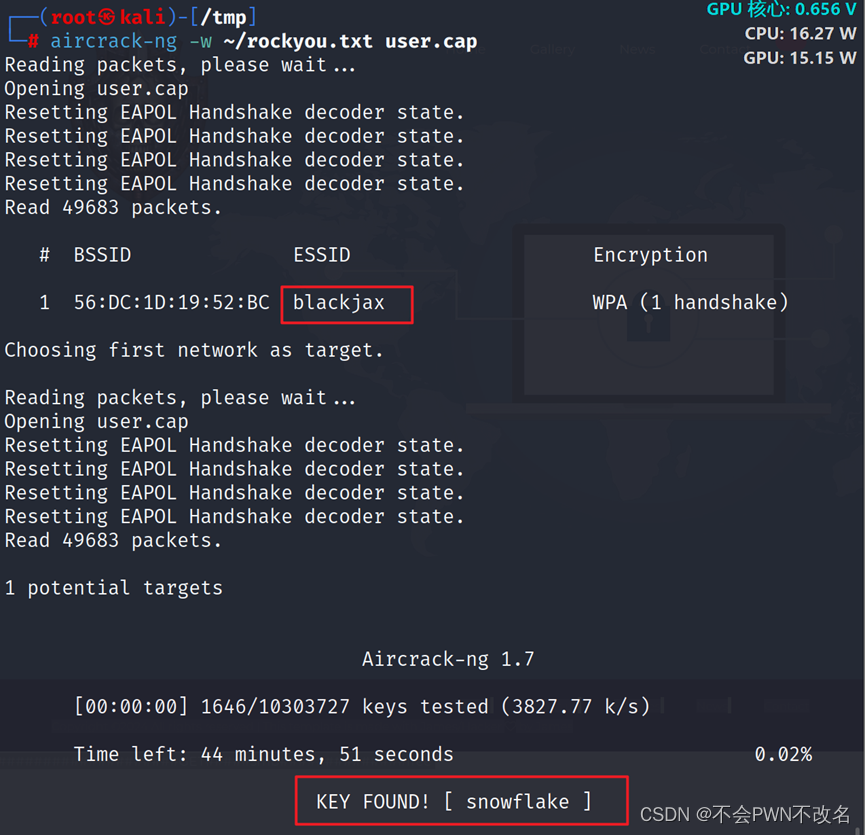 ┌──(root㉿kali)-[/tmp]
└─# aircrack-ng -w ~/rockyou.txt user.cap
GPU 核心: 0.656 V
CPU: 16.27 W
GPU: 15.15 W
Reading packets, please wait...
Opening user.cap
Resetting EAPOL Handshake decoder state.
Resetting EAPOL Handshake decoder state.
Resetting EAPOL Handshake decoder state.
Resetting EAPOL Handshake decoder state.
Read 49683 packets.
# BSSID ESSID Encryption
1 56:DC:1D:19:52:BC blackjax WPA (1 handshake)
Choosing first network as target.
Reading packets, please wait...
Opening user.cap
Resetting EAPOL Handshake decoder state.
Resetting EAPOL Handshake decoder state.
Resetting EAPOL Handshake decoder state.
Resetting EAPOL Handshake decoder state.
Read 49683 packets.
1 potential targets
Aircrack-ng 1.7
[00:00:00] 1646/10303727 keys tested (3827.77 k/s)
Time left: 44 minutes, 51 seconds 0.02%
KEY FOUND! [ snowflake ]
CSDN @不会PWN不改名